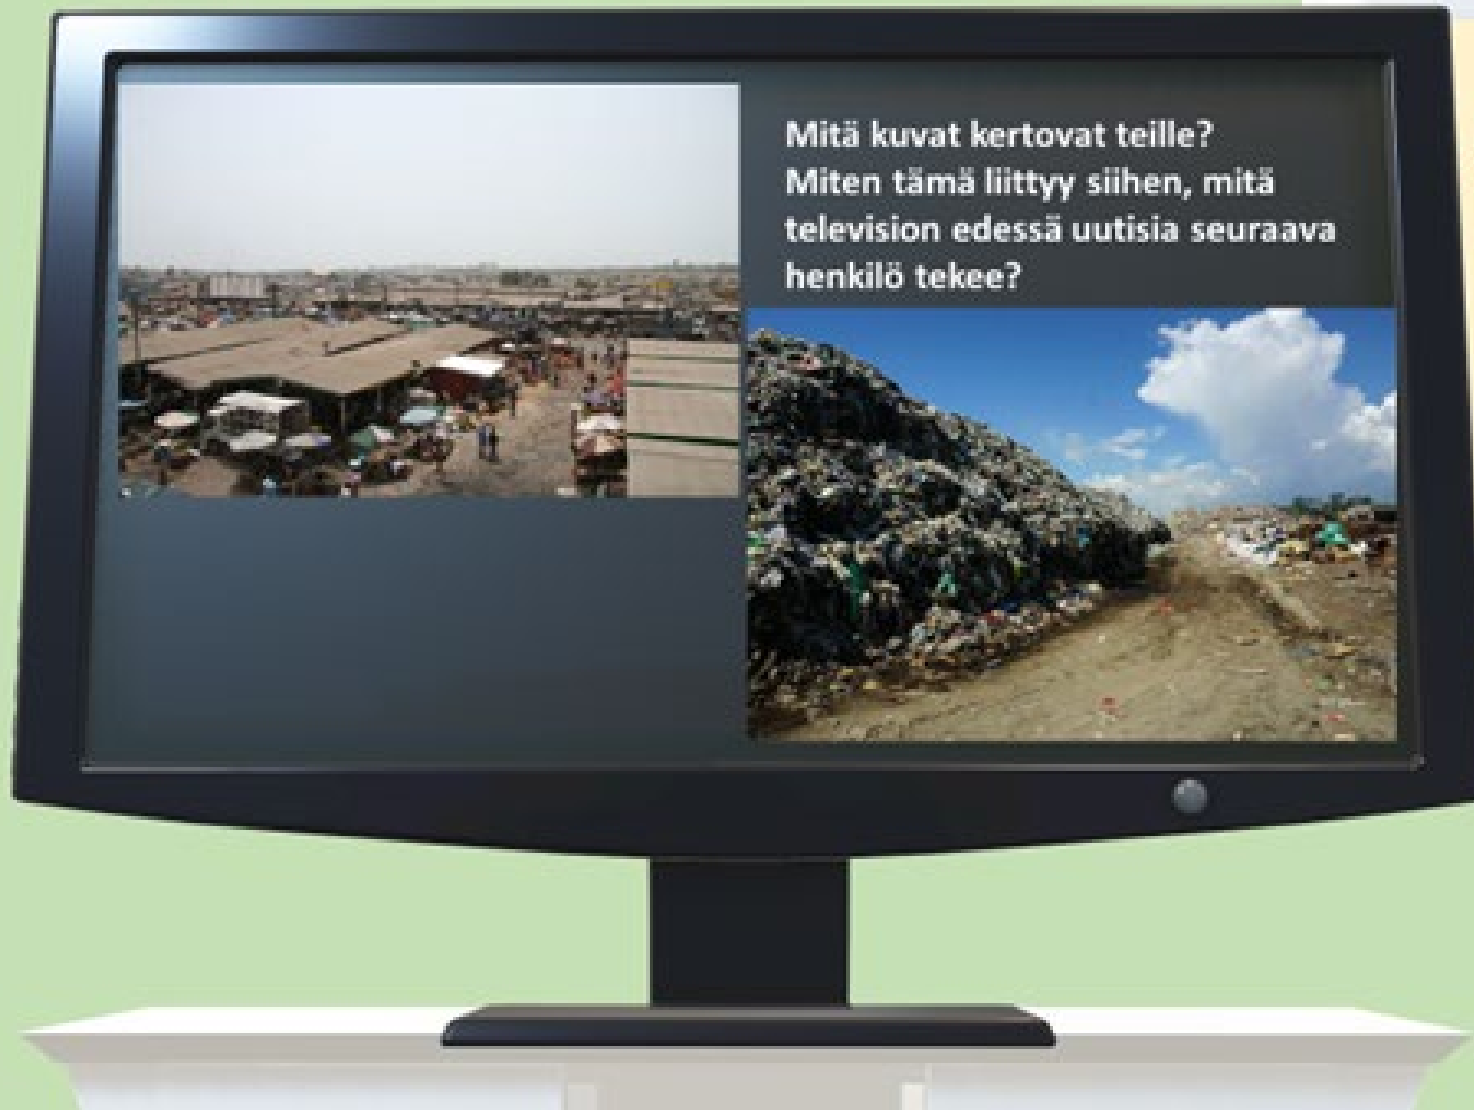 Mitä kuvat kertovat teille?
Miten tämä liittyy siihen, mitä
television edessä uutisia seuraava
henkilö tekee?